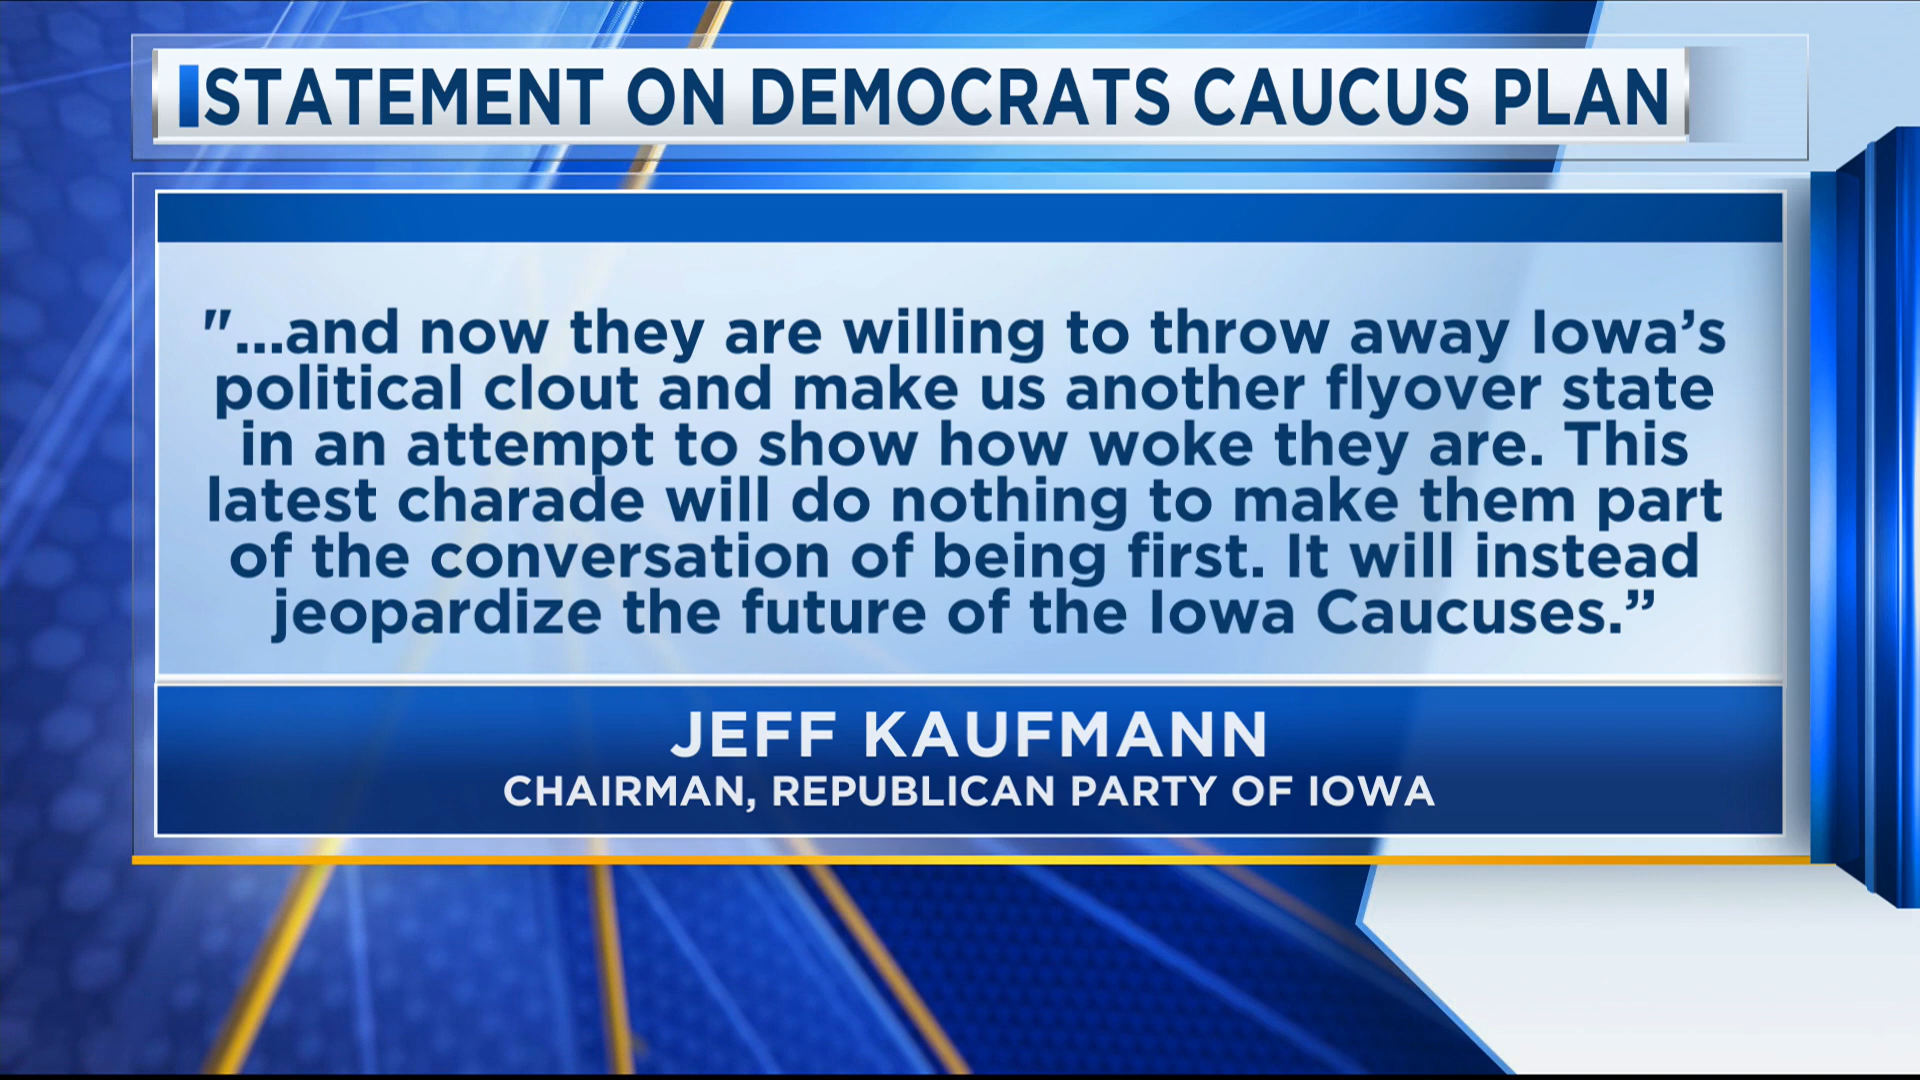 STATEMENT ON DEMOCRATS CAUCUS PLAN
"...and now they are willing to throw away Iowa’s
political clout and make us another flyover state
in an attempt to show how woke they are. This
latest charade will do nothing to make them part
of the conversation of being first. It will instead
jeopardize the future of the Iowa Caucuses.”
JEFF KAUFMANN
CHAIRMAN, REPUBLICAN PARTY OF IOWA